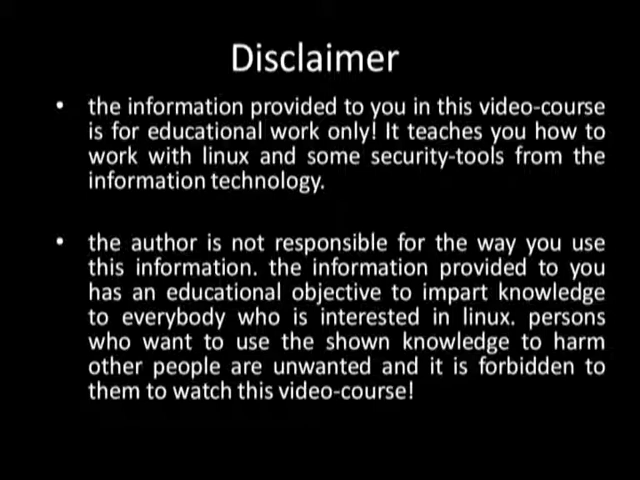 Disclaimer
• the information provided to you in this video-course
is for educational work only! It teaches you how to
work with linux and some security-tools from the
information technology.
• the author is not responsible for the way you use
this information. the information provided to you
has an educational objective to impart knowledge
to everybody who is interested in linux. persons
who want to use the shown knowledge to harm
other people are unwanted and it is forbidden to
them to watch this video-course!